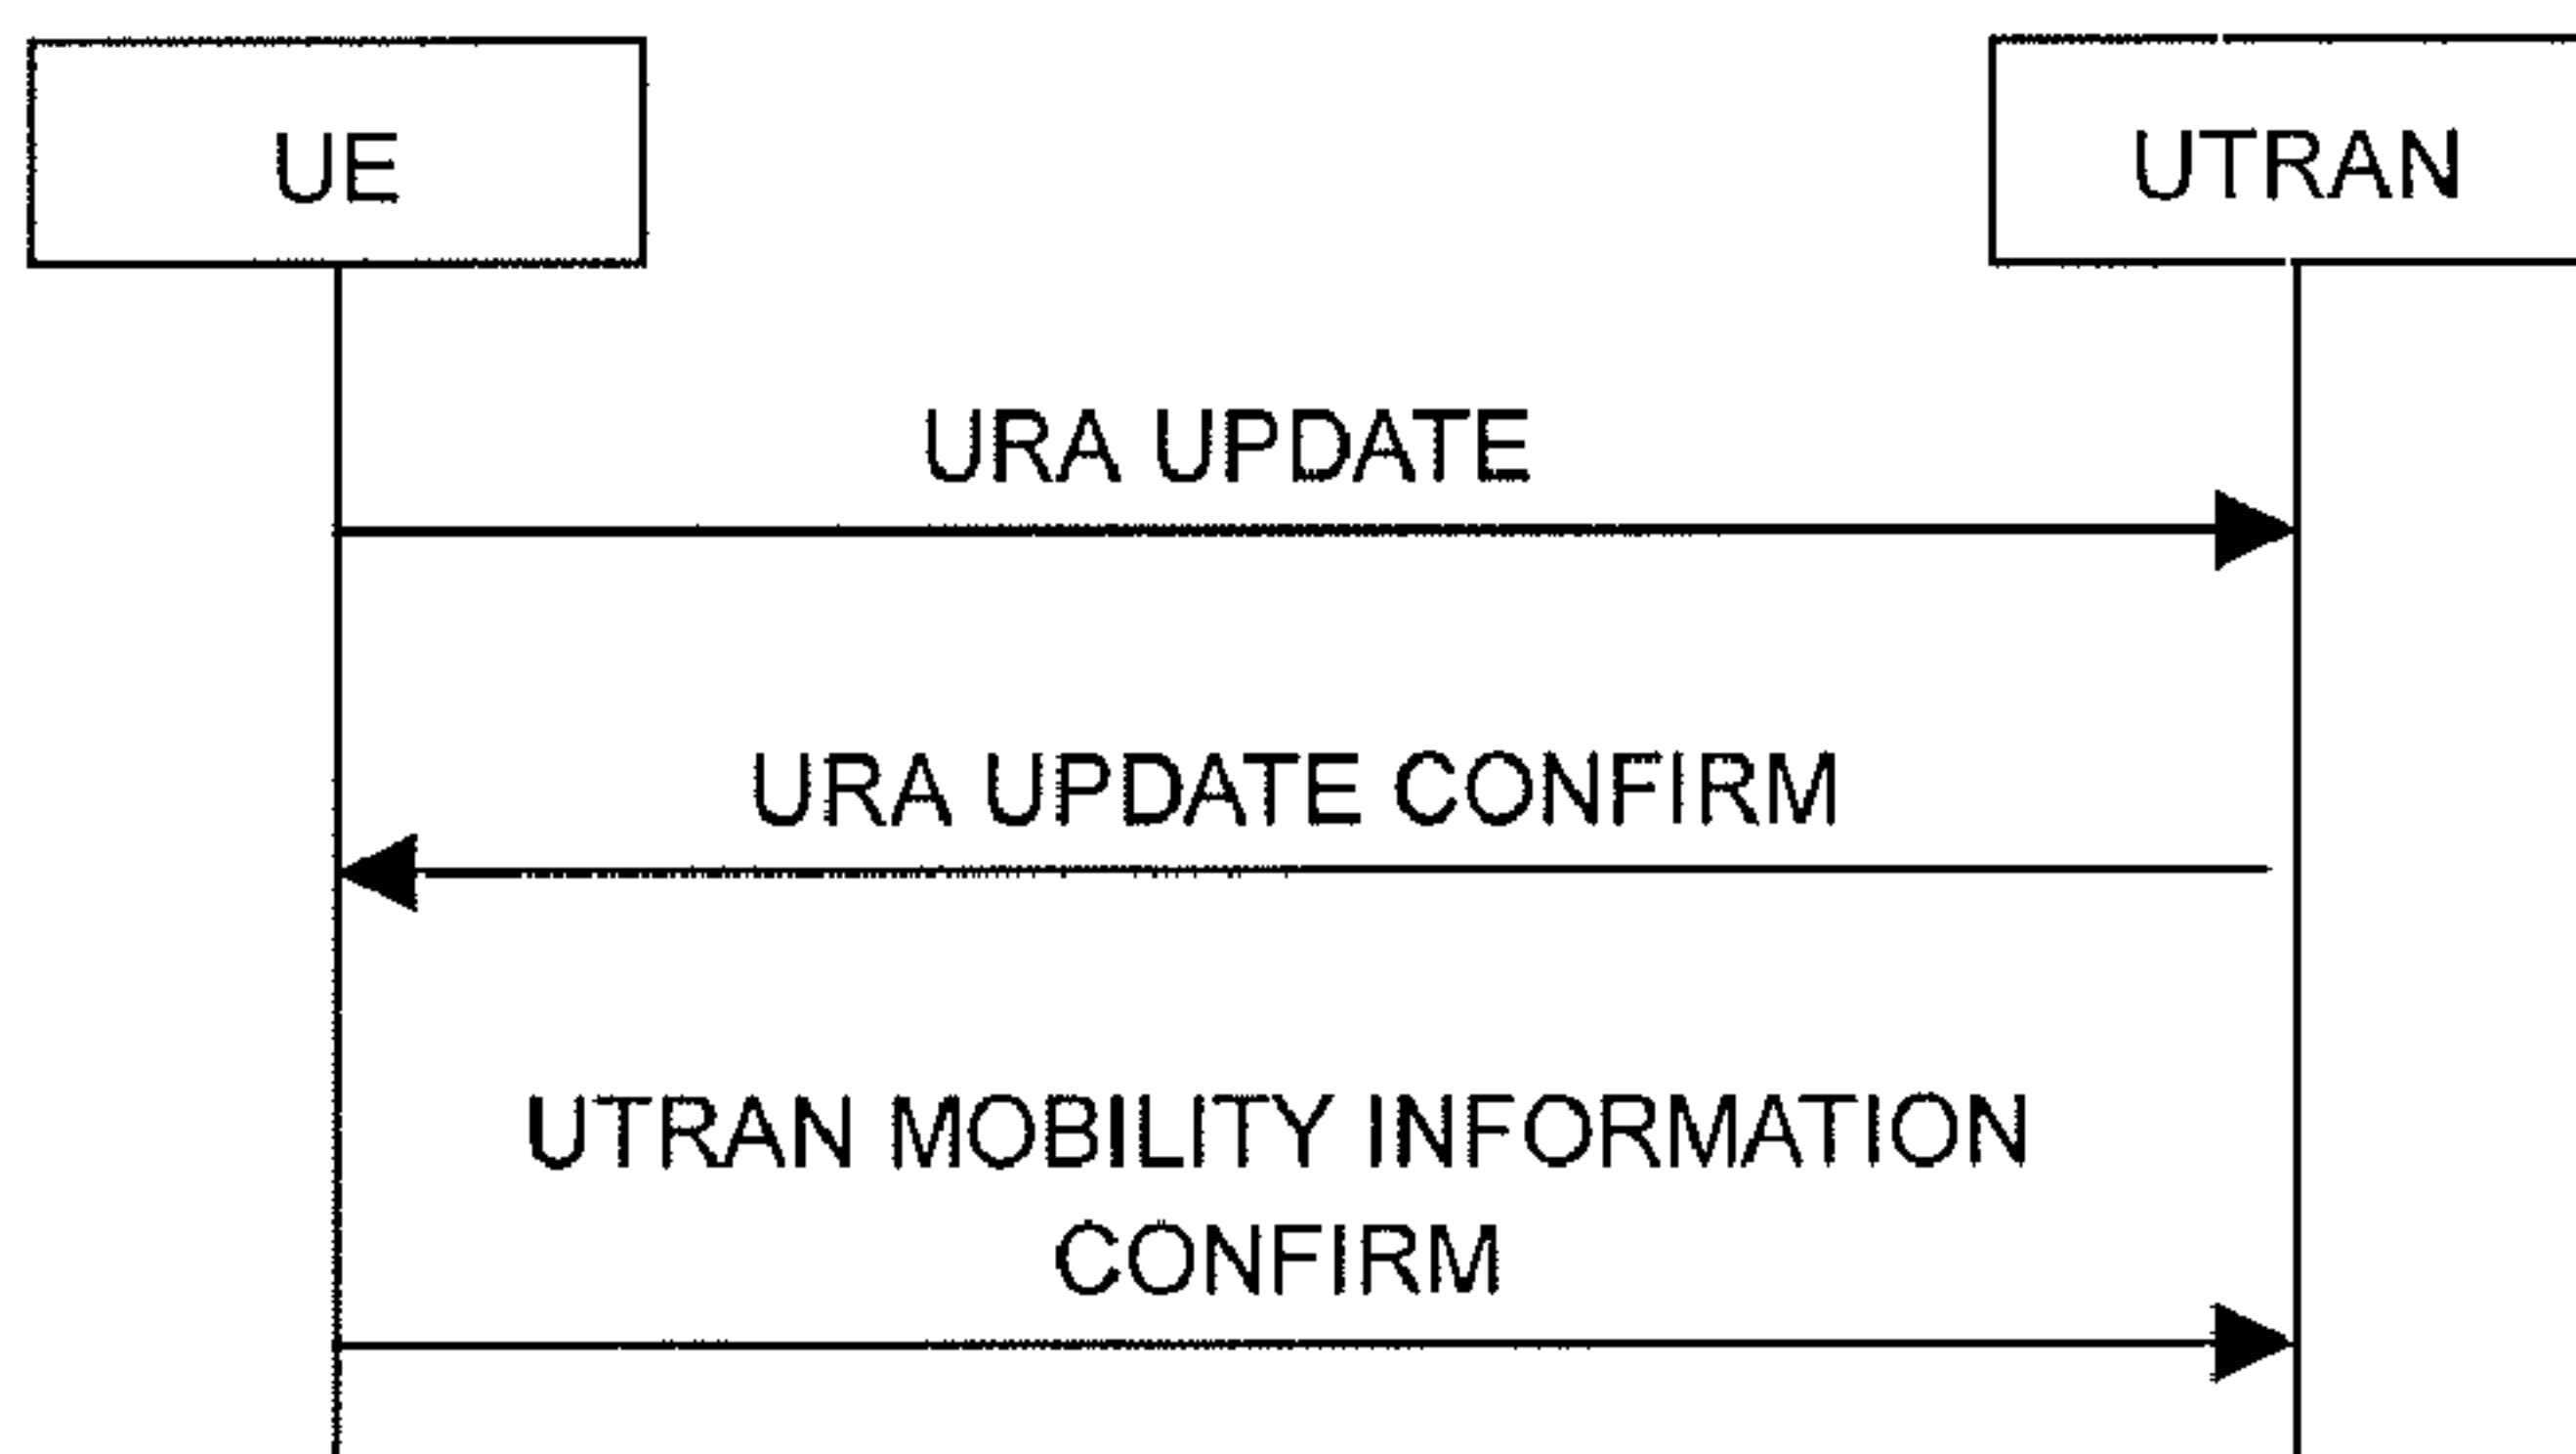 UE
UTRAN
URA UPDATE
URA UPDATE CONFIRM
UTRAN MOBILITY INFORMATION
CONFIRM